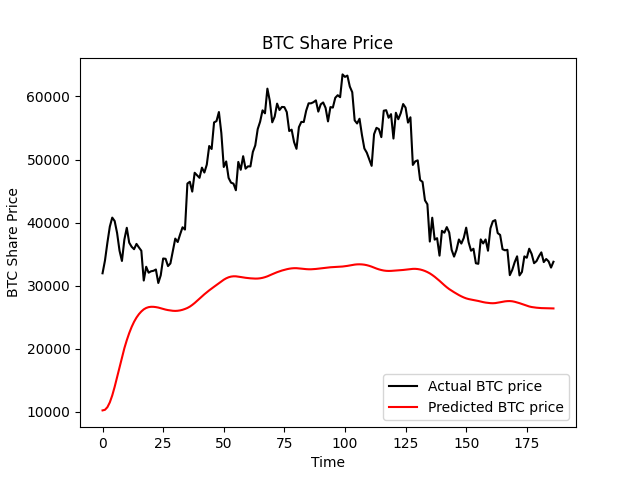 BTC Share Price
BTC Share Price
60000
50000
40000
30000
20000
10000
Actual BTC price
Predicted BTC price
0 25 50 75 100 125 150 175
Time